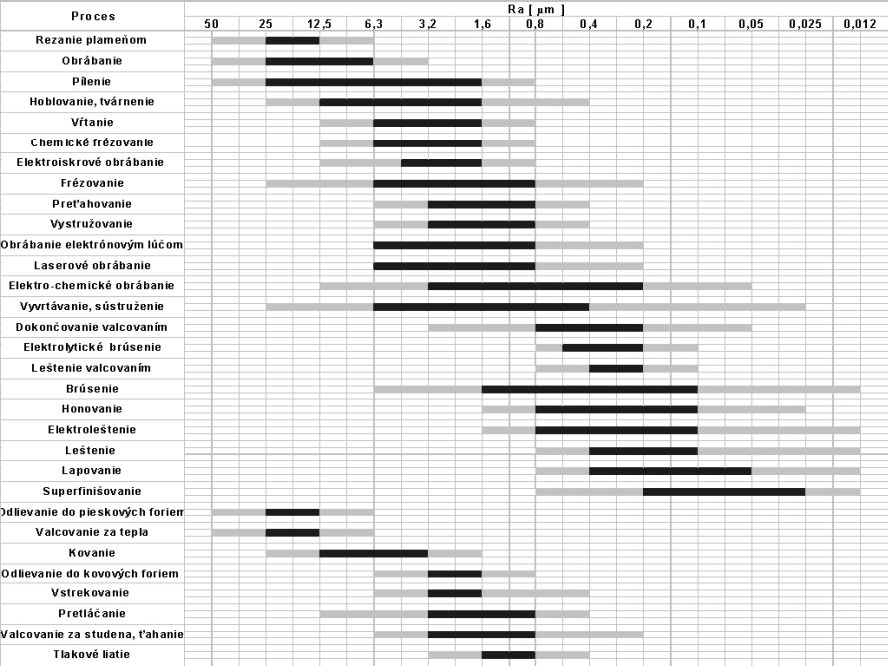 Proces
Ra [ µm ]
50 25 12,5 6,3 3,2 1,6 0,8 0,4 0,2 0,1 0,05 0,025 0,012
Rezanie plameňom
Obrábanie
Pílenie
Hoblovanie, tvárnenie
Vŕtanie
Chemické frézovanie
Elektroiskrové obrábanie
Frézovanie
Preťahovanie
Vystružovanie
Obrábanie elektrónovým lúčom
Laserové obrábanie
Elektro-chemické obrábanie
Vyvrtávanie, sústruženie
Dokončovanie valcovaním
Elektrolytické brúsenie
Leštenie valcovaním
Brúsenie
Honovanie
Elektroleštenie
Leštenie
Lapovanie
Superfinišovanie
Odlievanie do pieskových foriem
Valcovanie za tepla
Kovanie
Odlievanie do kovových foriem
Vstrekovanie
Pretláčanie
Valcovanie za studena, ťahanie
Tlakové liatie